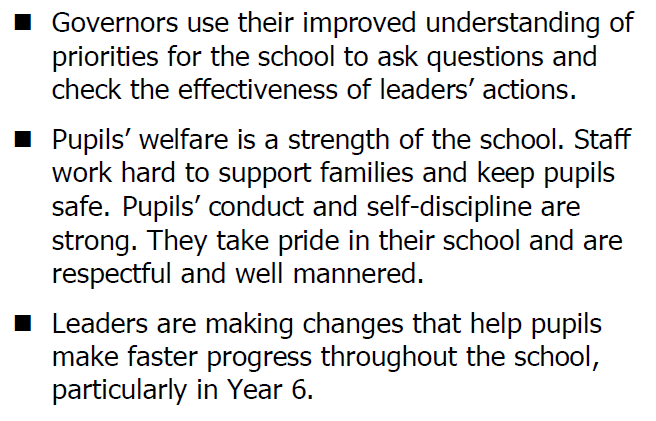 ■ Governors use their improved understanding of
priorities for the school to ask questions and
check the effectiveness of leaders’ actions.
■ Pupils’ welfare is a strength of the school. Staff
work hard to support families and keep pupils
safe. Pupils’ conduct and self-discipline are
strong. They take pride in their school and are
respectful and well mannered.
■ Leaders are making changes that help pupils
make faster progress throughout the school,
particularly in Year 6.